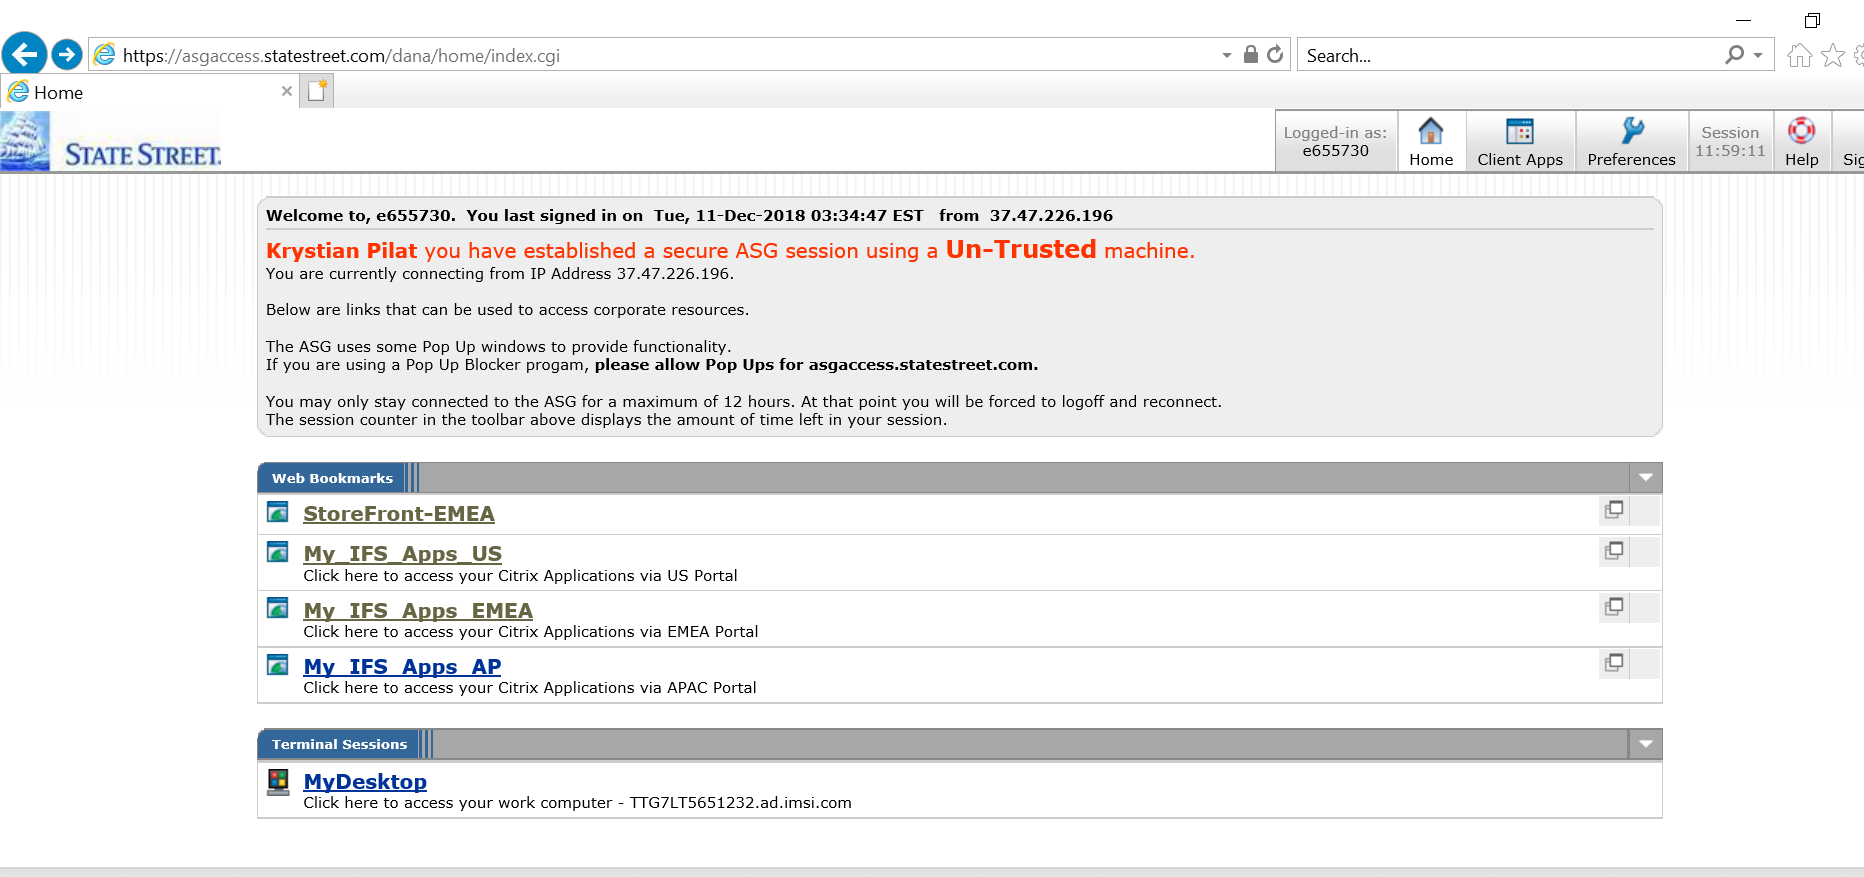 https://asgaccess.statestreet.com/dana/home/index.cgi
Search...
Home
STATE STREET.
Logged-in as:
e655730
Home
Client Apps
Preferences
Session
11:59:11
Help
Welcome to, e655730. You last signed in on Tue, 11-Dec-2018 03:34:47 EST from 37.47.226.196
Krystian Pilat you have established a secure ASG session using a Un-Trusted machine.
You are currently connecting from IP Address 37.47.226.196.
Below are links that can be used to access corporate resources.
The ASG uses some Pop Up windows to provide functionality.
If you are using a Pop Up Blocker progam, please allow Pop Ups for asgaccess.statestreet.com.
You may only stay connected to the ASG for a maximum of 12 hours. At that point you will be forced to logoff and reconnect.
The session counter in the toolbar above displays the amount of time left in your session.
Web Bookmarks
StoreFront-EMEA
My_IFS_Apps_US
Click here to access your Citrix Applications via US Portal
My_IFS_Apps_EMEA
Click here to access your Citrix Applications via EMEA Portal
My_IFS_Apps_AP
Click here to access your Citrix Applications via APAC Portal
Terminal Sessions
MyDesktop
Click here to access your work computer - TTG7LT5651232.ad.imsi.com